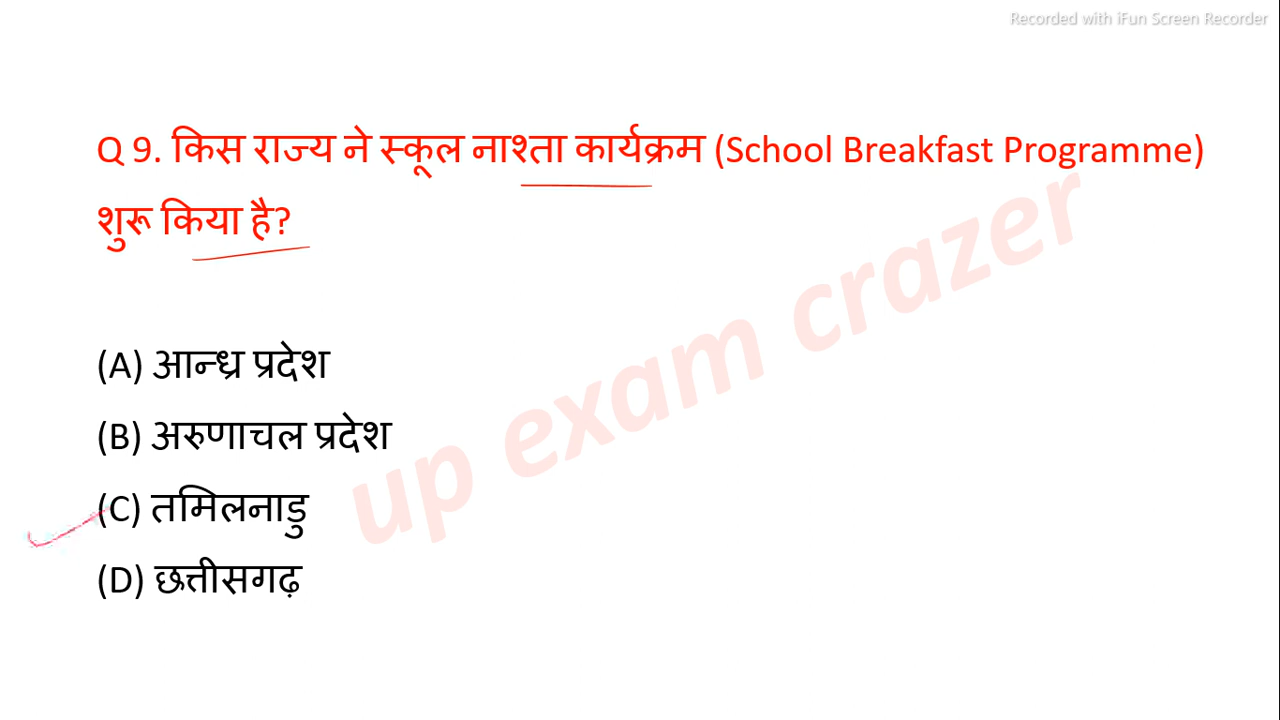 Recorded with iFun Screen Recorder
Q 9. किस राज्य ने स्कूल नाश्ता कार्यक्रम (School Breakfast Programme)
शुरू किया है?
up exam crazer
(A) आन्ध्र प्रदेश
(B) अरुणाचल प्रदेश
(C) तमिलनाडु
(D) छत्तीसगढ़